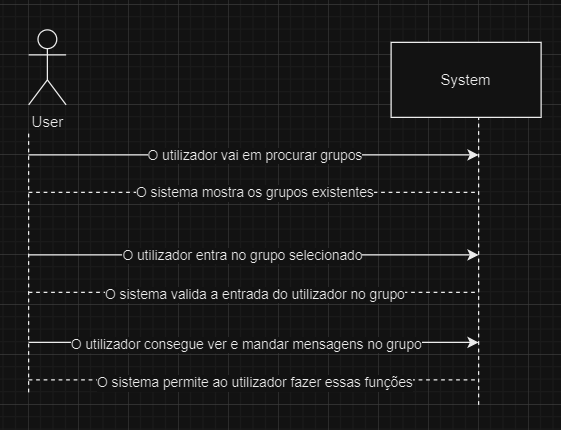 System
User
O utilizador vai em procurar grupos
O sistema mostra os grupos existentes
O utilizador entra no grupo selecionado
O sistema valida a entrada do utilizador no grupo
O utilizador consegue ver e mandar mensagens no grupo
O sistema permite ao utilizador fazer essas funções